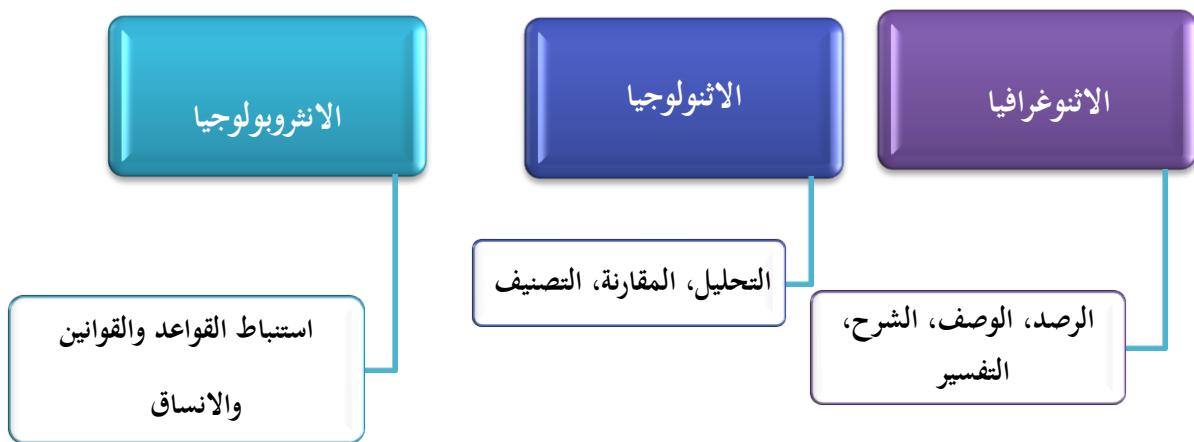 الاثنوغرافيا
الاثنولوجيا
الانثروبولوجيا
الرصد، الوصف، الشرح،
التفسير
التحليل، المقارنة، التصنيف
استنباط القواعد والقوانين
والانساق